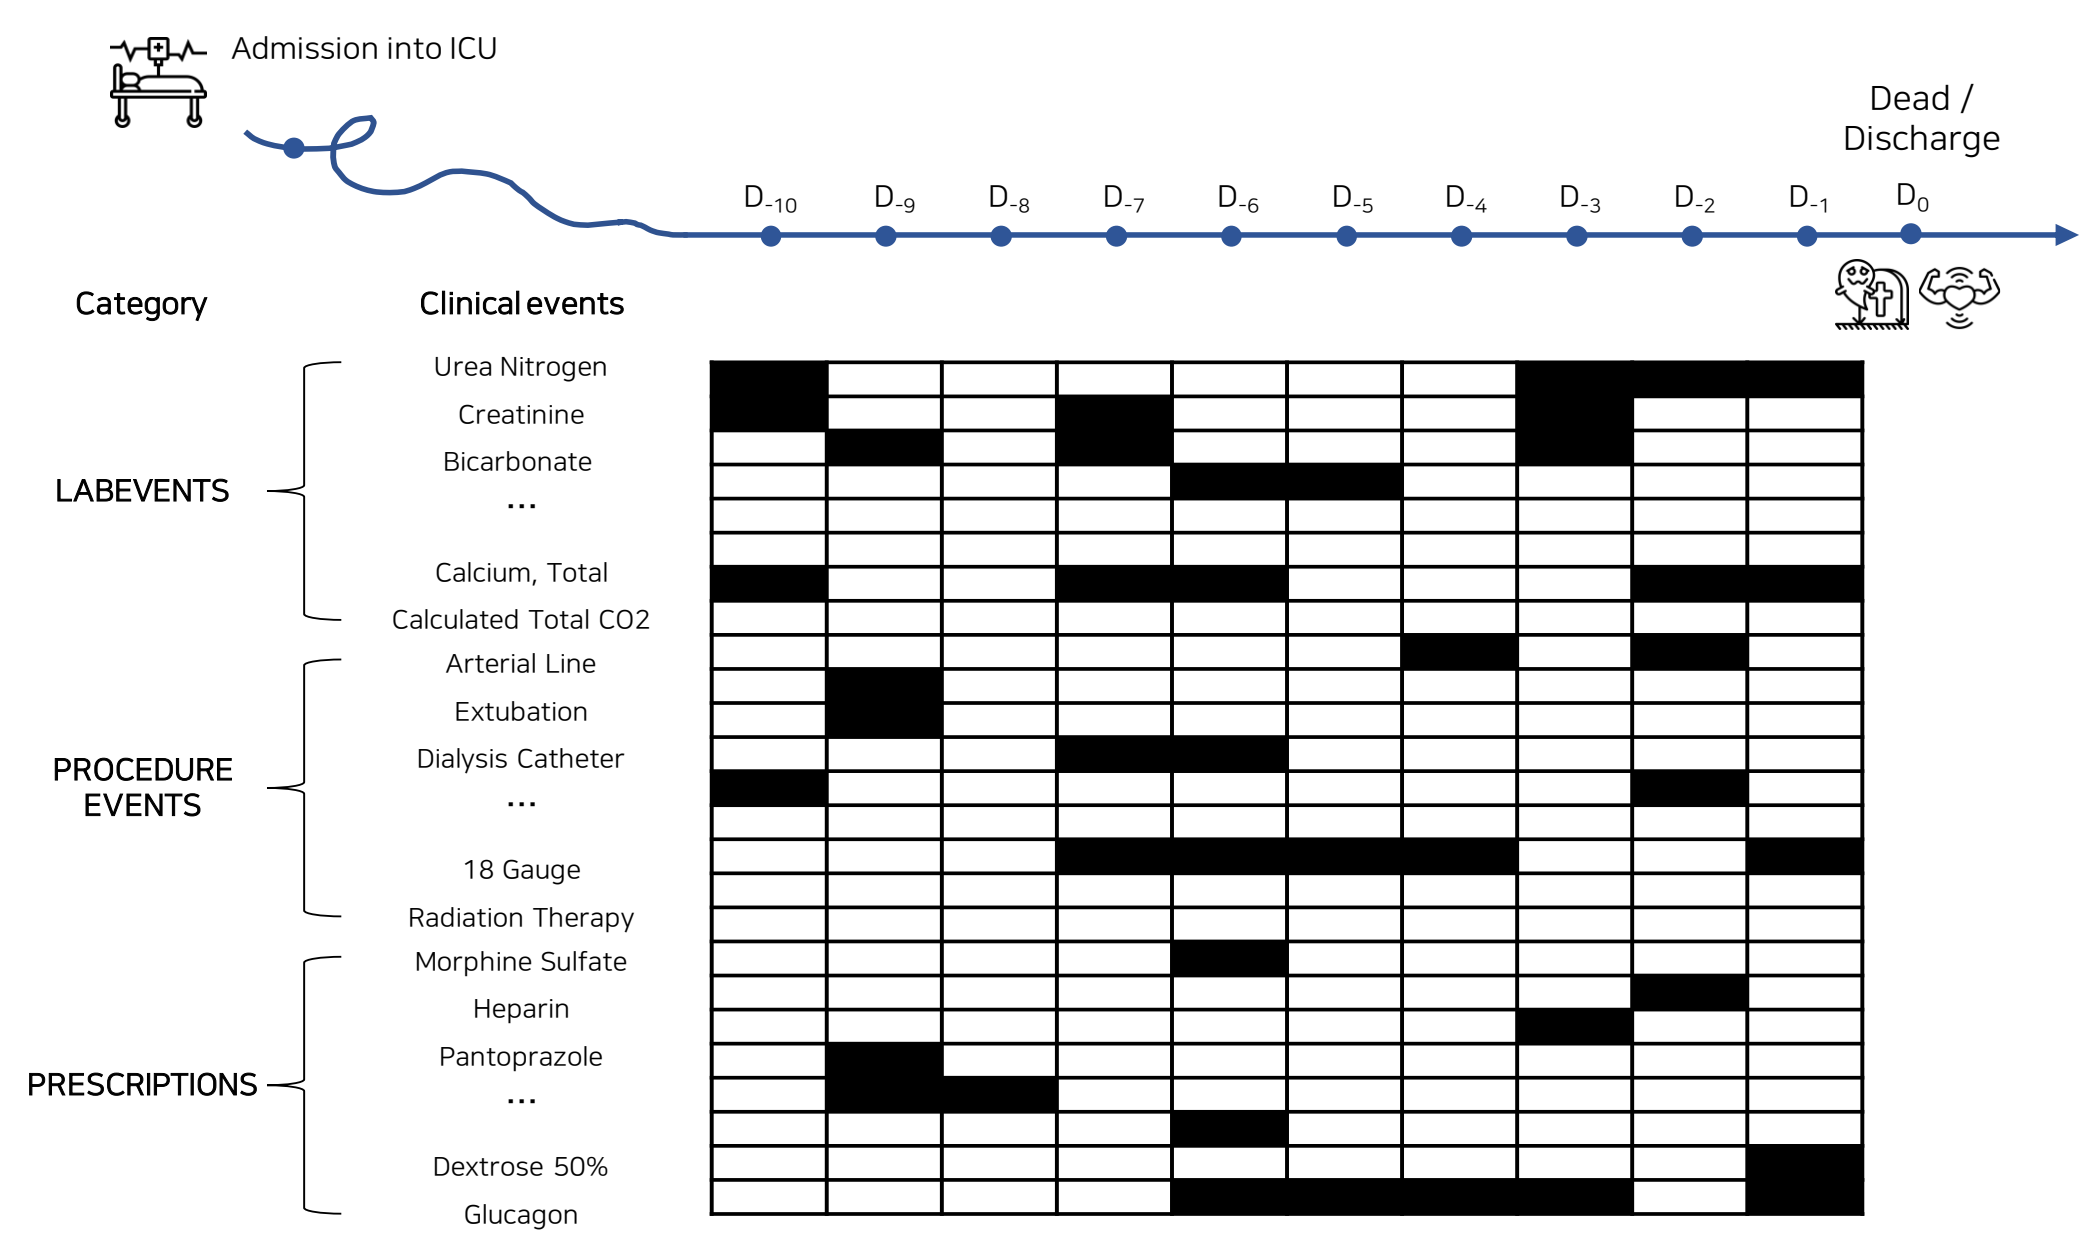 Admission into ICU
Dead /
Discharge
D-10 D-9 D-8 D-7 D-6 D-5 D-4 D-3 D-2 D-1 D0
Category Clinical events
Urea Nitrogen
Creatinine
Bicarbonate
LABEVENTS
...
Calcium, Total
Calculated Total CO2
Arterial Line
Extubation
Dialysis Catheter
PROCEDURE
EVENTS
...
18 Gauge
Radiation Therapy
Morphine Sulfate
Heparin
Pantoprazole
PRESCRIPTIONS
...
Dextrose 50%
Glucagon